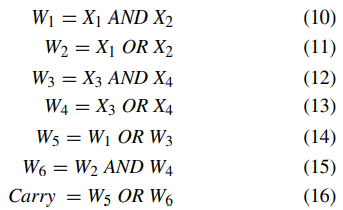 W₁ = X₁ AND X₂ (10)
W₂ = X₁ OR X₂ (11)
W₃ = X₃ AND X₄ (12)
W₄ = X₃ OR X₄ (13)
W₅ = W₁ OR W₃ (14)
W₆ = W₂ AND W₄ (15)
Carry = W₅ OR W₆ (16)